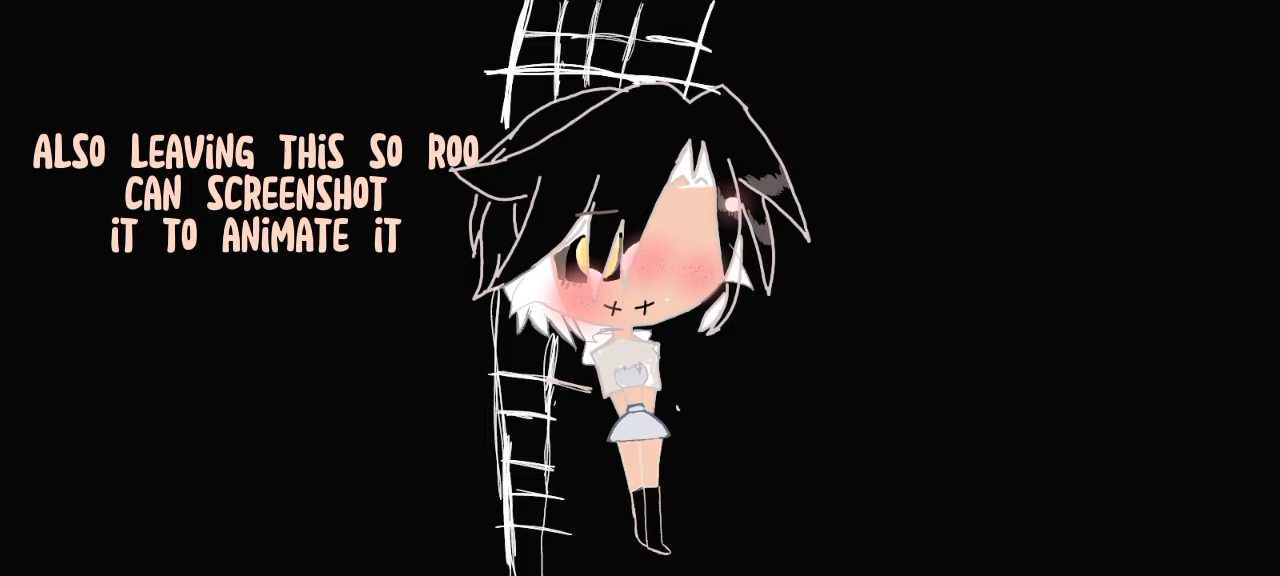 ALSO LEAVING THIS SO ROO
CAN SCREENSHOT
IT TO ANIMATE IT